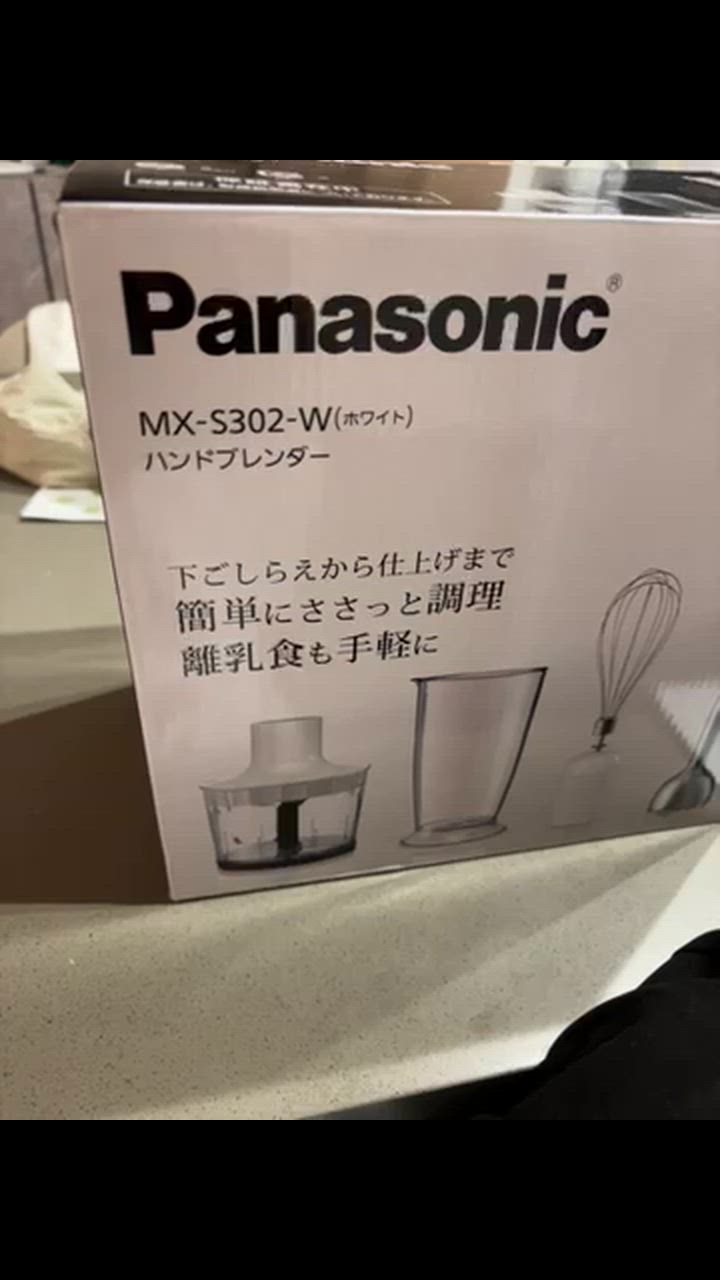 Panasonic®
MX-S302-W(ホワイト)
ハンドブレンダー
下ごしらえから仕上げまで
簡単にささっと調理
離乳食も手軽に